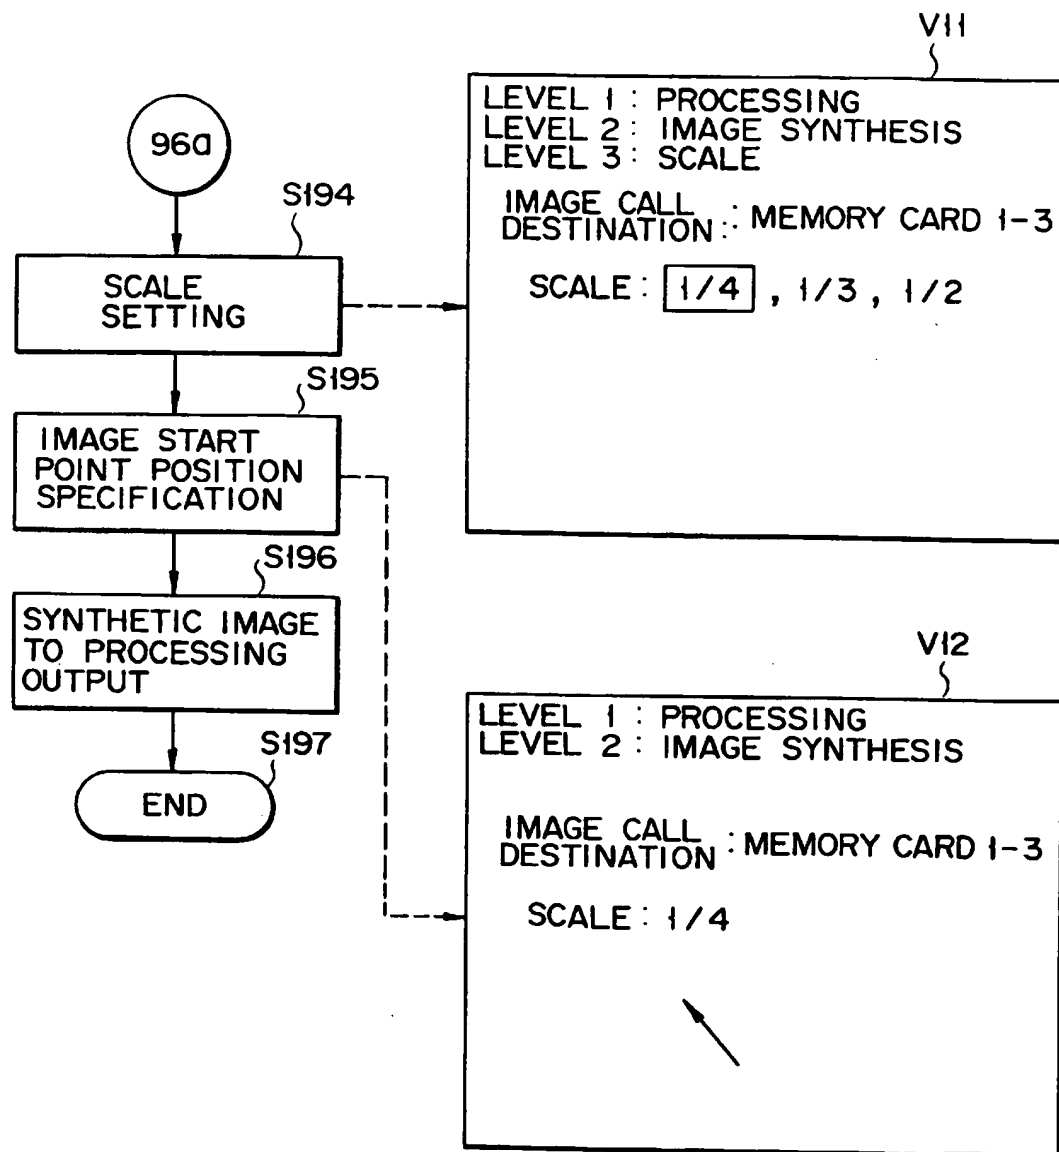 96a
S194
SCALE
SETTING
S195
IMAGE START
POINT POSITION
SPECIFICATION
S196
SYNTHETIC IMAGE
TO PROCESSING
OUTPUT
S197
END
V11
LEVEL 1 : PROCESSING
LEVEL 2 : IMAGE SYNTHESIS
LEVEL 3 : SCALE
IMAGE CALL
DESTINATION : MEMORY CARD 1-3
SCALE : 1/4 , 1/3 , 1/2
V12
LEVEL 1 : PROCESSING
LEVEL 2 : IMAGE SYNTHESIS
IMAGE CALL
DESTINATION : MEMORY CARD 1-3
SCALE : 1/4